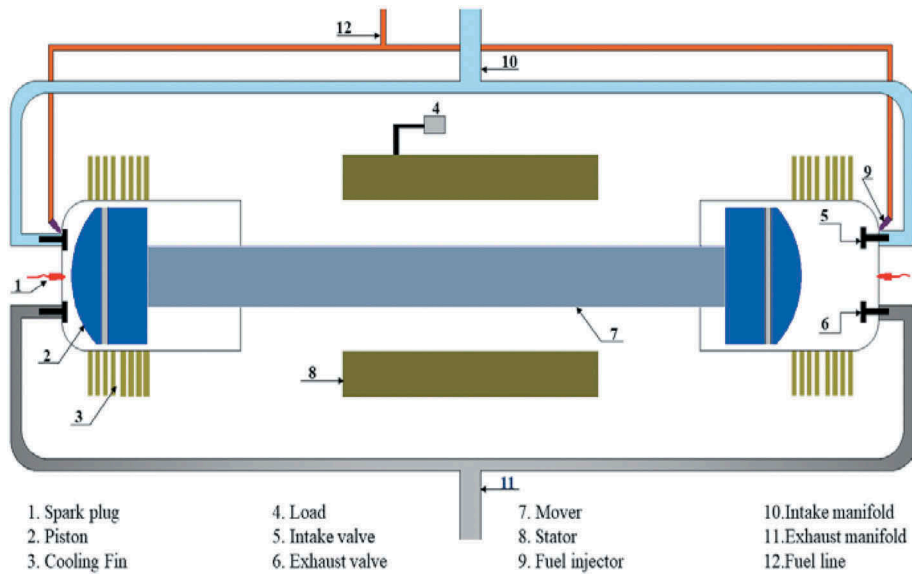 12
10
4
9
5
1
6
7
2
8
3
11
1. Spark plug
2. Piston
3. Cooling Fin
4. Load
5. Intake valve
6. Exhaust valve
7. Mover
8. Stator
9. Fuel injector
10.Intake manifold
11.Exhaust manifold
12.Fuel line